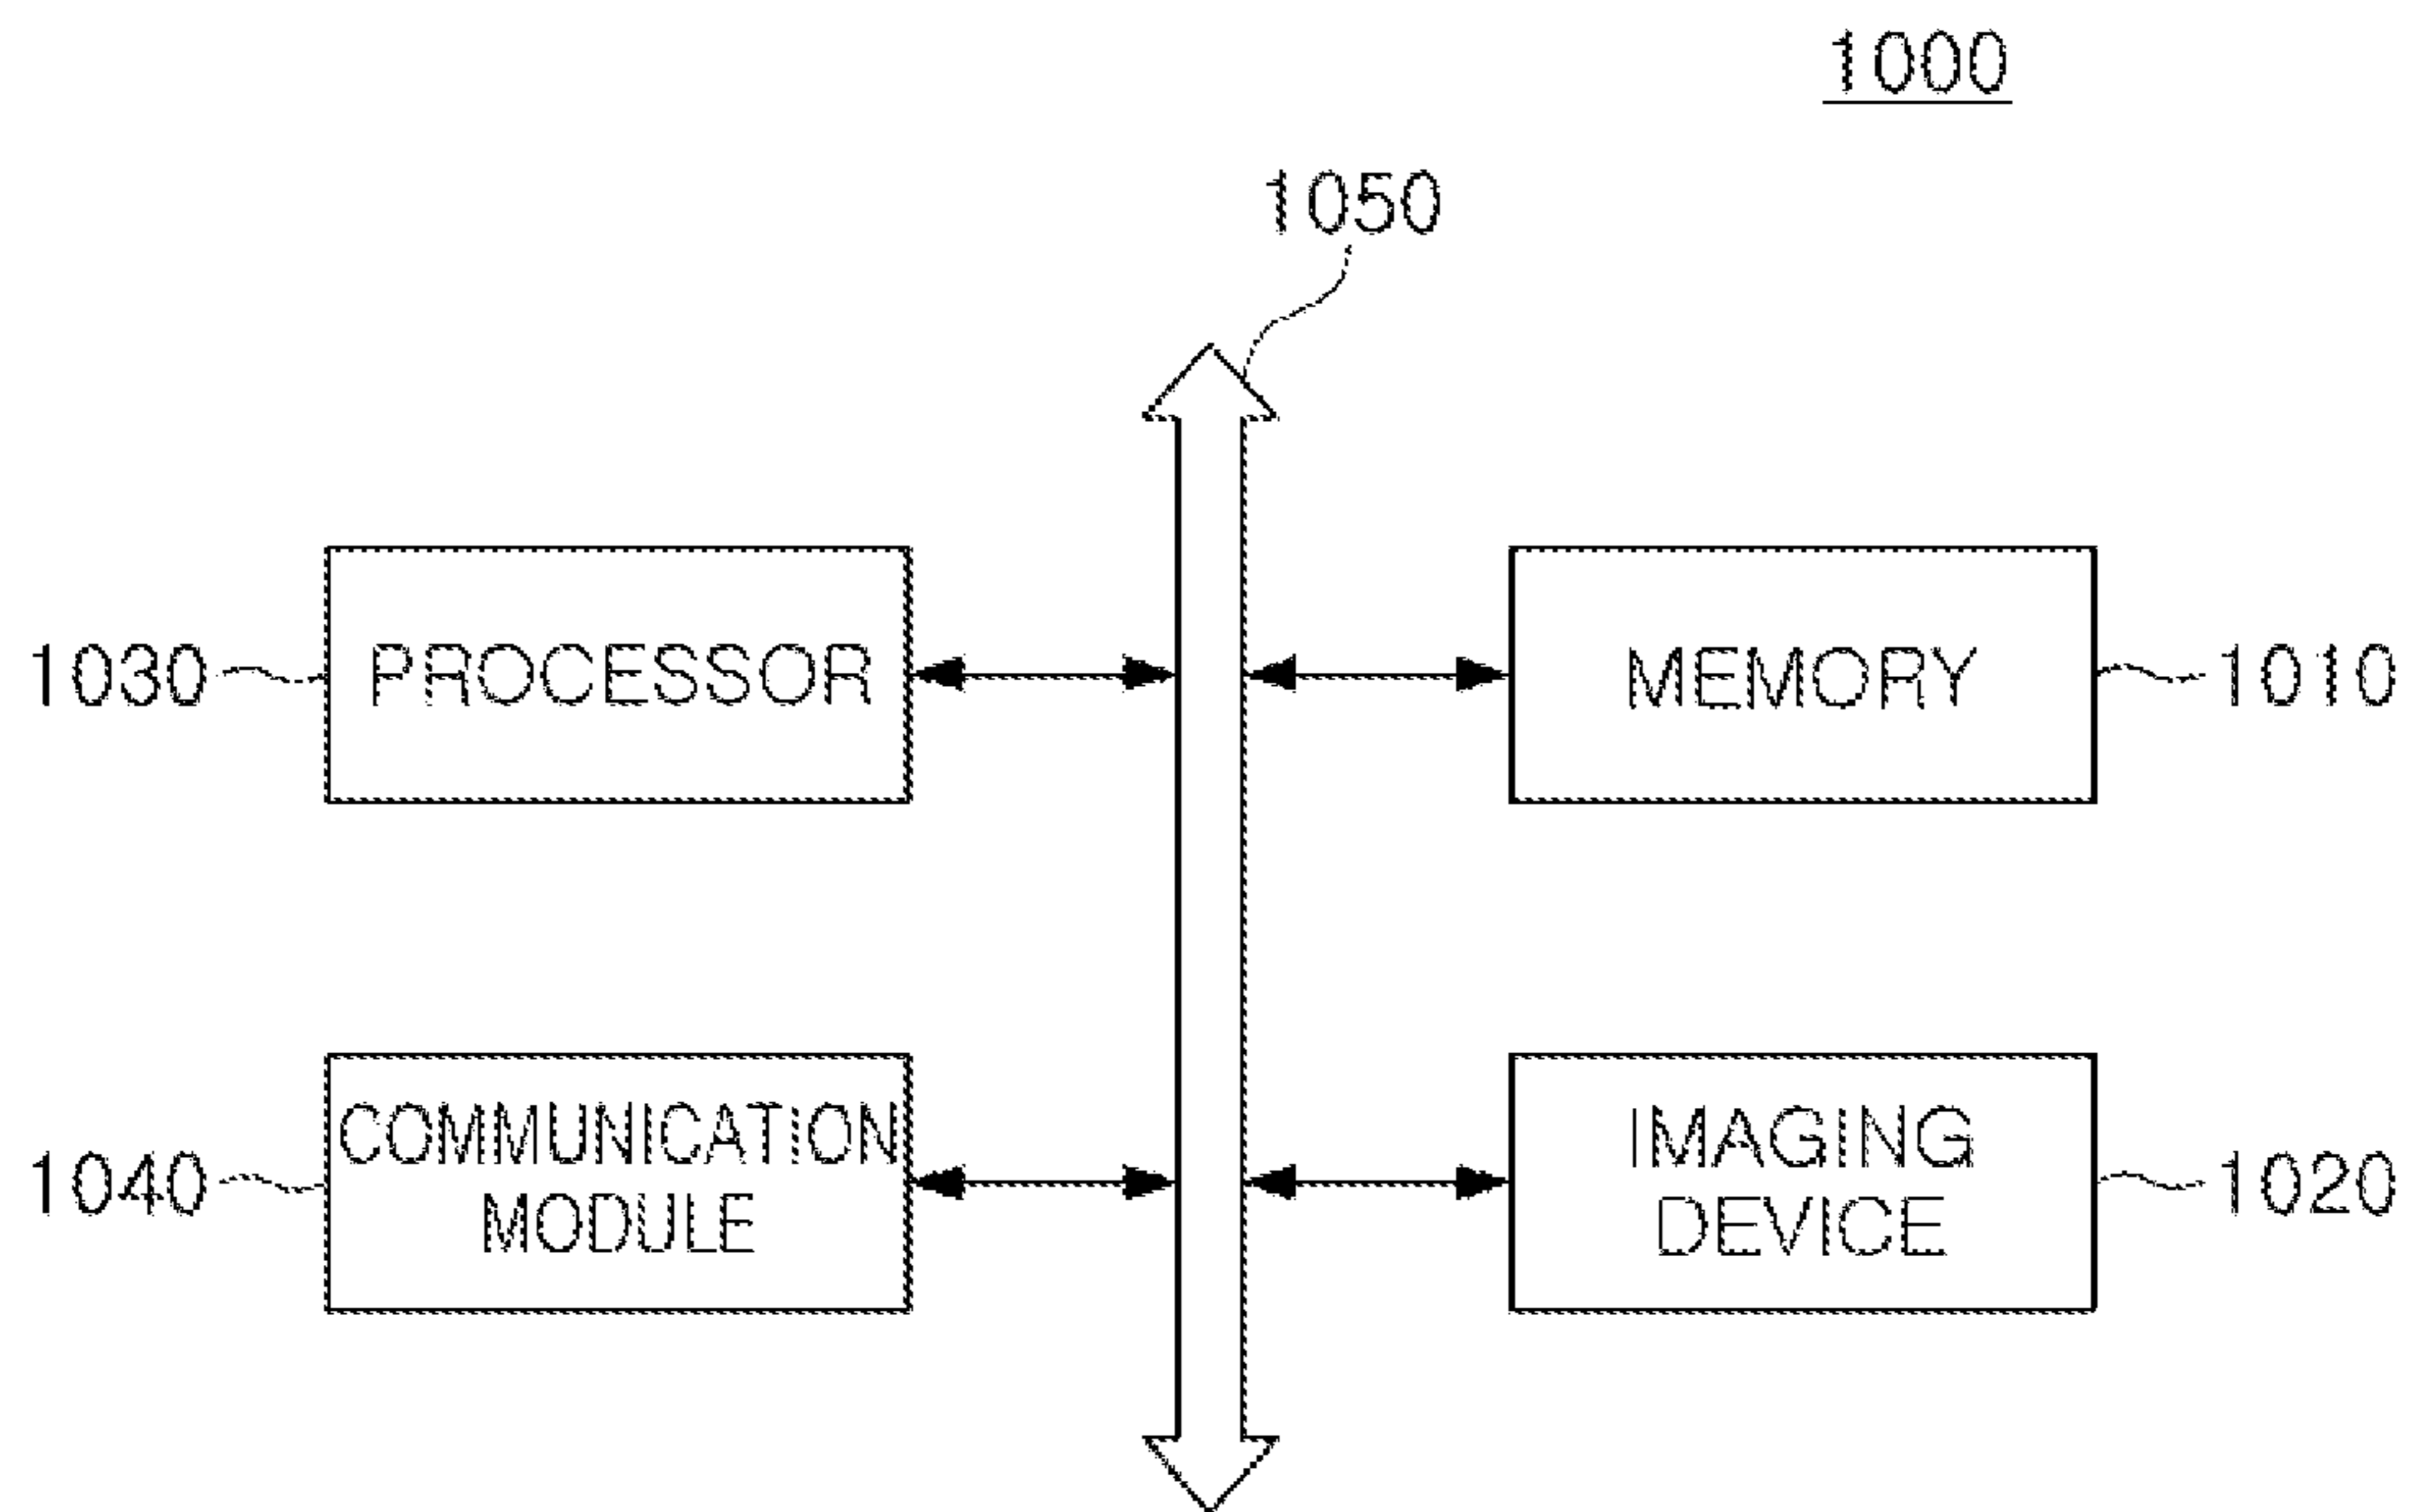 1000
1050
1030
PROCESSOR
MEMORY
1010
1040
COMMUNICATION
MODULE
IMAGING
DEVICE
1020